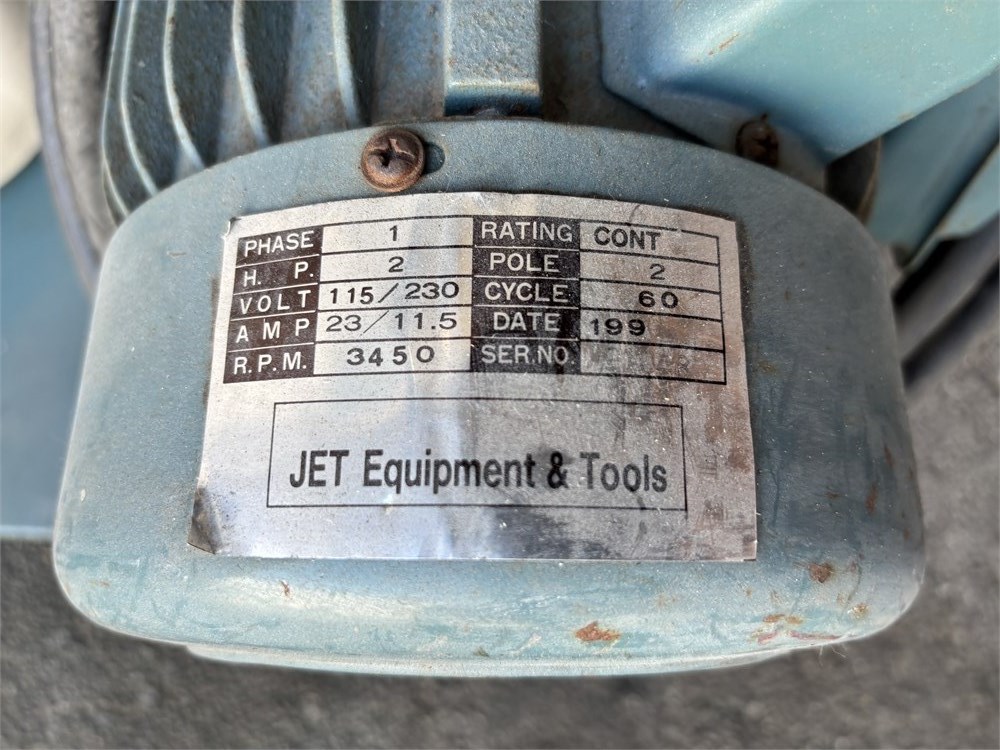 PHASE 1 RATING CONT
H. P. 2 POLE 2
VOLT 115/230 CYCLE 60
AMP 23/11.5 DATE 199
R.P.M. 3450 SER.NO.
JET Equipment & Tools